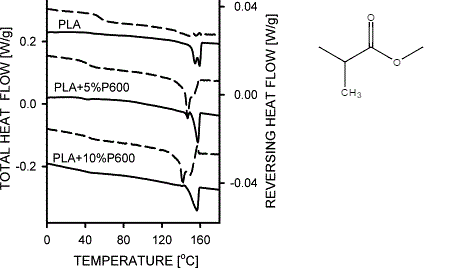 TOTAL HEAT FLOW [W/g]
0.2
0.0
-0.2
PLA
PLA+5%P600
PLA+10%P600
0.04
0.00
-0.04
REVERSING HEAT FLOW [W/g]
0 40 80 120 160
TEMPERATURE [°C]
O
O
CH3